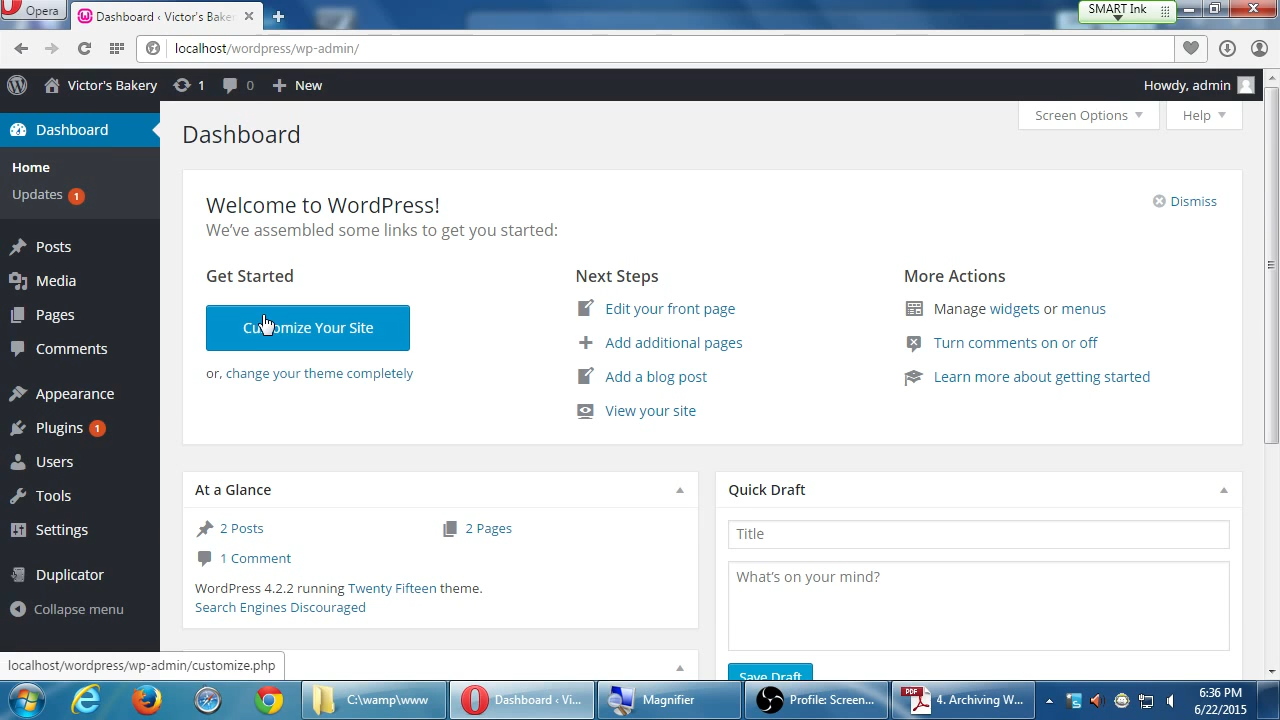 Opera
Dashboard ‹ Victor's Baker
SMART Ink
localhost/wordpress/wp-admin/
Victor's Bakery
1
0
New
Howdy, admin
Dashboard
Home
Updates 1
Posts
Media
Pages
Comments
Appearance
Plugins 1
Users
Tools
Settings
Duplicator
Collapse menu
Dashboard
Screen Options
Help
Welcome to WordPress!
We've assembled some links to get you started:
Dismiss
Get Started
Customize Your Site
or, change your theme completely
Next Steps
Edit your front page
Add additional pages
Add a blog post
View your site
More Actions
Manage widgets or menus
Turn comments on or off
Learn more about getting started
At a Glance
2 Posts
2 Pages
1 Comment
WordPress 4.2.2 running Twenty Fifteen theme.
Search Engines Discouraged
Quick Draft
Title
What's on your mind?
Save Draft
localhost/wordpress/wp-admin/customize.php
C:\wamp\www
Dashboard ‹ Vi...
Magnifier
Profile: Screen...
PDF
4. Archiving W...
6:36 PM
6/22/2015